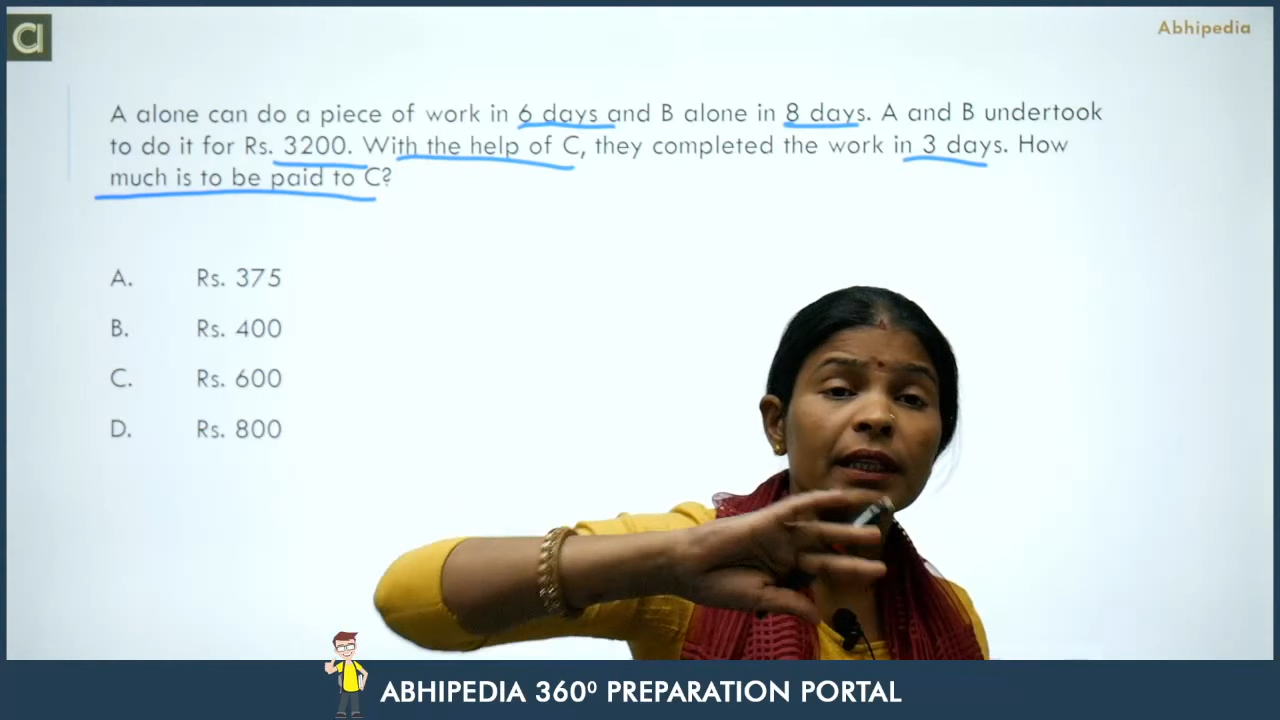 Abhipedia
A alone can do a piece of work in 6 days and B alone in 8 days. A and B undertook
to do it for Rs. 3200. With the help of C, they completed the work in 3 days. How
much is to be paid to C?
A. Rs. 375
B. Rs. 400
C. Rs. 600
D. Rs. 800
ABHIPEDIA 360⁰ PREPARATION PORTAL